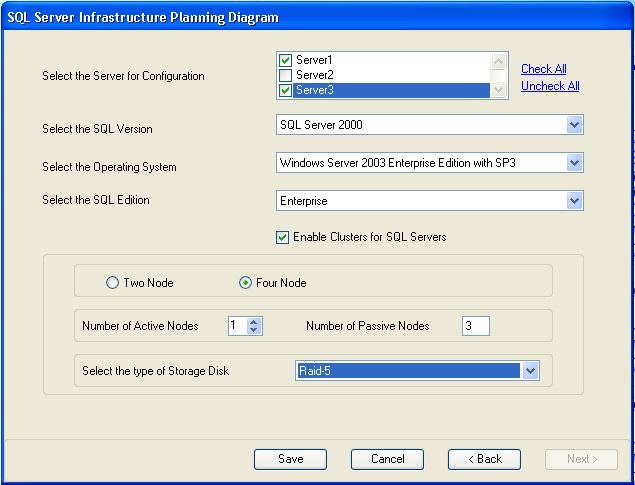 SQL Server Infrastructure Planning Diagram
Select the Server for Configuration
Server1
Server2
Server3
Check All
Uncheck All
Select the SQL Version
SQL Server 2000
Select the Operating System
Windows Server 2003 Enterprise Edition with SP3
Select the SQL Edition
Enterprise
Enable Clusters for SQL Servers
Two Node
Four Node
Number of Active Nodes
1
Number of Passive Nodes
3
Select the type of Storage Disk
Raid-5
Save
Cancel
< Back
Next >